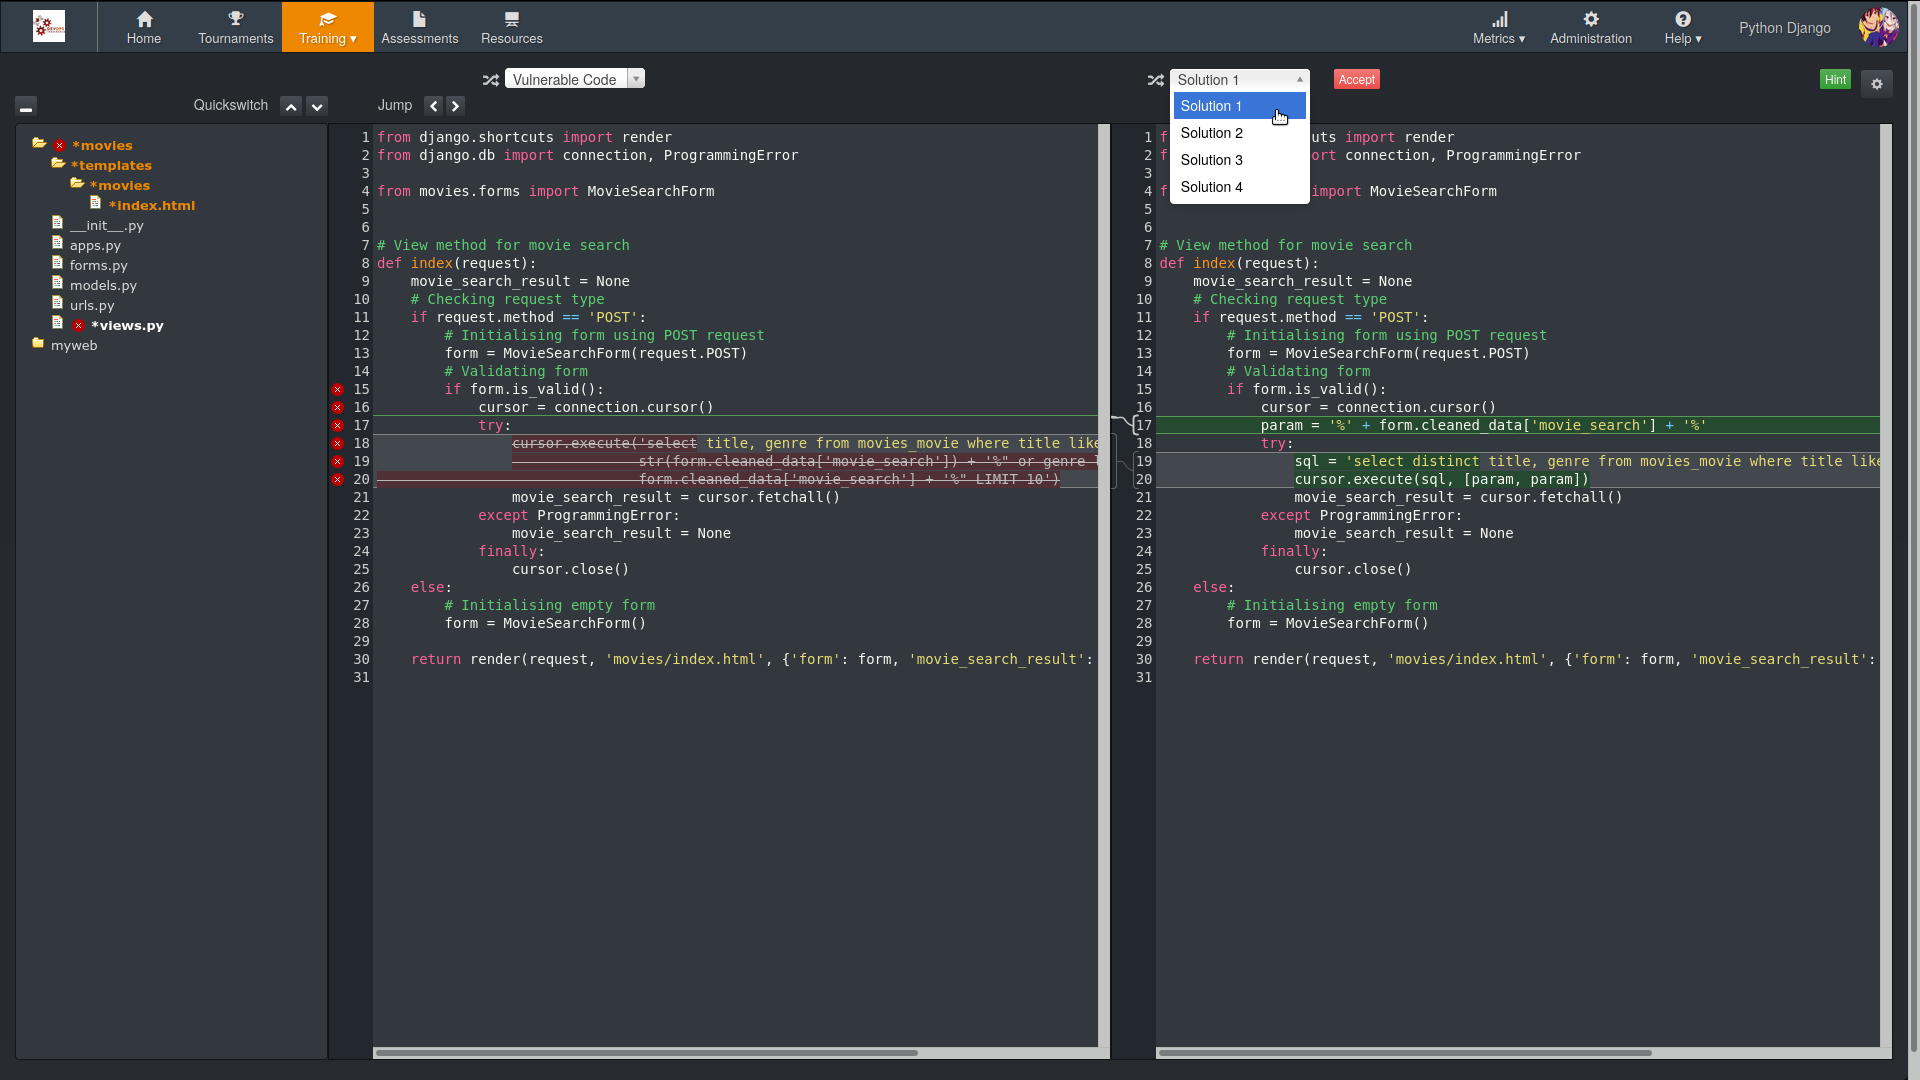 Home
Tournaments
Training ▾
Assessments
Resources
Metrics ▾
Administration
Help ▾
Python Django
Vulnerable Code
Solution 1
Accept
Hint
Quickswitch
Jump
Solution 1
Solution 2
Solution 3
Solution 4
*movies
*templates
*movies
*index.html
__init__.py
apps.py
forms.py
models.py
urls.py
*views.py
myweb
1 from django.shortcuts import render
2 from django.db import connection, ProgrammingError
3
4 from movies.forms import MovieSearchForm
5
6
7 # View method for movie search
8 def index(request):
9 movie_search_result = None
10 # Checking request type
11 if request.method == 'POST':
12 # Initialising form using POST request
13 form = MovieSearchForm(request.POST)
14 # Validating form
15 if form.is_valid():
16 cursor = connection.cursor()
17 try:
18 cursor.execute('select title, genre from movies_movie where title like
19 str(form.cleaned_data['movie_search']) + '%" or genre l
20 form.cleaned_data['movie_search'] + '%" LIMIT 10')
21 movie_search_result = cursor.fetchall()
22 except ProgrammingError:
23 movie_search_result = None
24 finally:
25 cursor.close()
26 else:
27 # Initialising empty form
28 form = MovieSearchForm()
29
30 return render(request, 'movies/index.html', {'form': form, 'movie_search_result':
31
1 f cuts import render
2 f ort connection, ProgrammingError
3
4 f import MovieSearchForm
5
6
7 # View method for movie search
8 def index(request):
9 movie_search_result = None
10 # Checking request type
11 if request.method == 'POST':
12 # Initialising form using POST request
13 form = MovieSearchForm(request.POST)
14 # Validating form
15 if form.is_valid():
16 cursor = connection.cursor()
17 param = '%' + form.cleaned_data['movie_search'] + '%'
18 try:
19 sql = 'select distinct title, genre from movies_movie where title like
20 cursor.execute(sql, [param, param])
21 movie_search_result = cursor.fetchall()
22 except ProgrammingError:
23 movie_search_result = None
24 finally:
25 cursor.close()
26 else:
27 # Initialising empty form
28 form = MovieSearchForm()
29
30 return render(request, 'movies/index.html', {'form': form, 'movie_search_result':
31